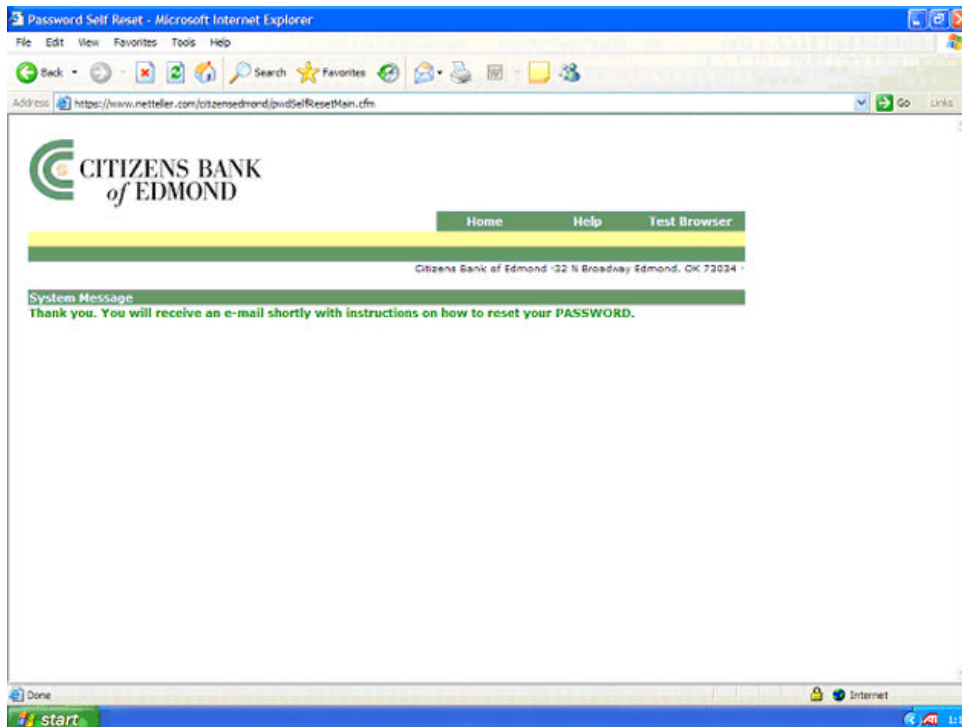 Password Self Reset - Microsoft Internet Explorer
File Edit View Favorites Tools Help
Back Search Favorites
Address https://www.netteller.com/citizensedmond/pwdSelfResetMain.cfm Go Links
CITIZENS BANK
of EDMOND
Home Help Test Browser
Citizens Bank of Edmond -32 N Broadway Edmond, OK 73034 -
System Message
Thank you. You will receive an e-mail shortly with instructions on how to reset your PASSWORD.
Done Internet
start